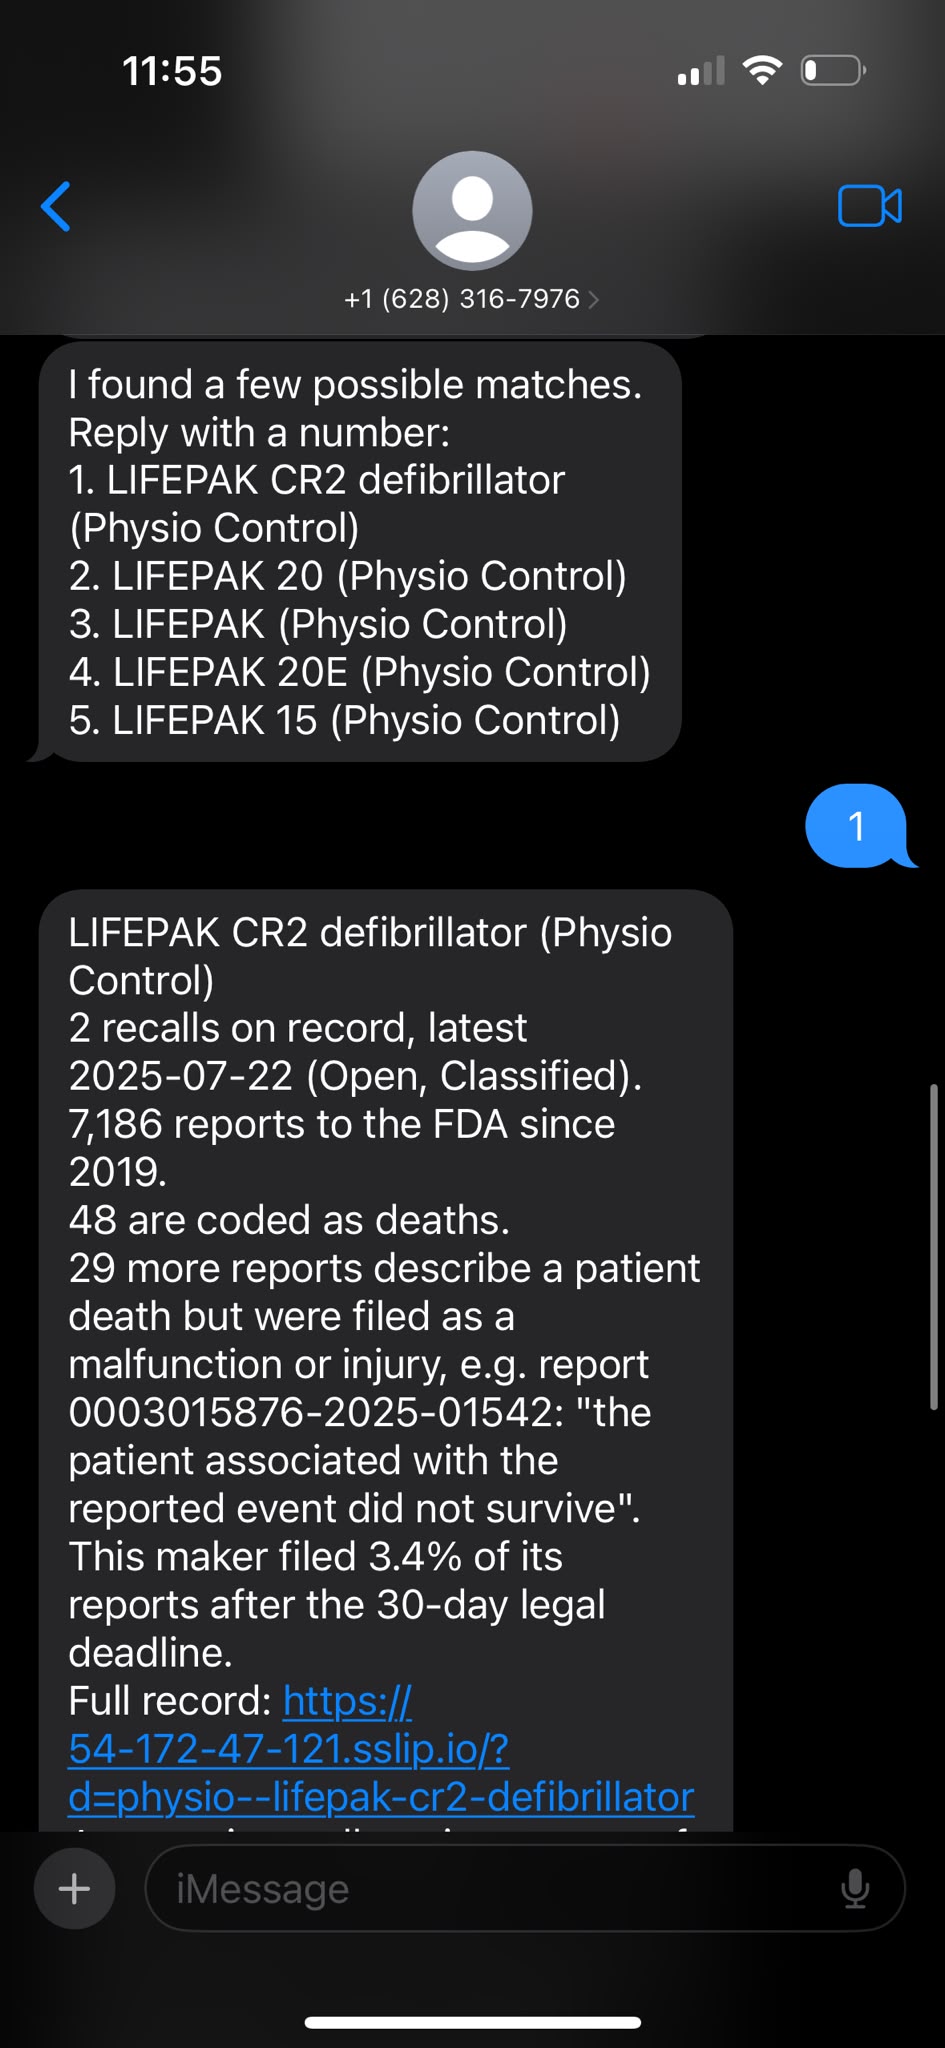 11:55
+1 (628) 316-7976
I found a few possible matches.
Reply with a number:
1. LIFEPAK CR2 defibrillator
(Physio Control)
2. LIFEPAK 20 (Physio Control)
3. LIFEPAK (Physio Control)
4. LIFEPAK 20E (Physio Control)
5. LIFEPAK 15 (Physio Control)
1
LIFEPAK CR2 defibrillator (Physio
Control)
2 recalls on record, latest
2025-07-22 (Open, Classified).
7,186 reports to the FDA since
2019.
48 are coded as deaths.
29 more reports describe a patient
death but were filed as a
malfunction or injury, e.g. report
0003015876-2025-01542: "the
patient associated with the
reported event did not survive".
This maker filed 3.4% of its
reports after the 30-day legal
deadline.
Full record: https://
54-172-47-121.sslip.io/?
d=physio--lifepak-cr2-defibrillator
iMessage